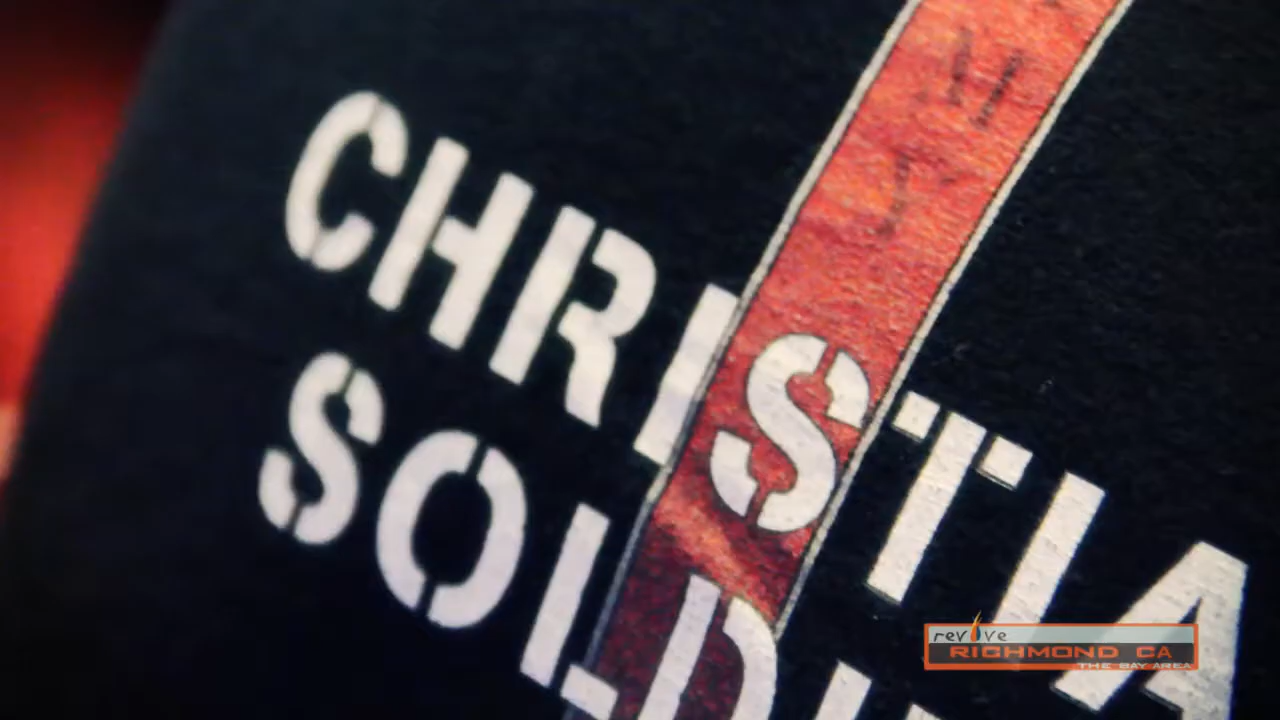 CHRISTIA
SOLDI
revive
RICHMOND CA
THE BAY AREA